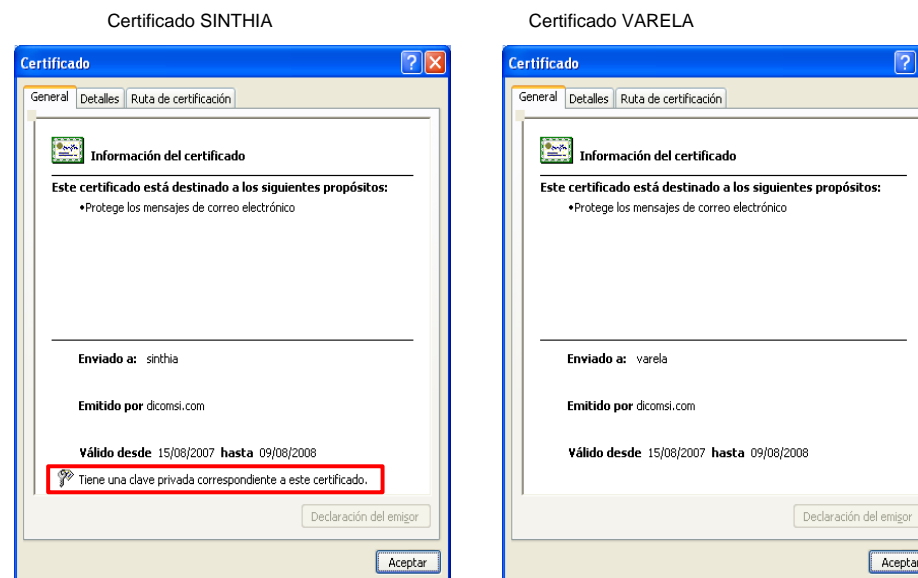 Certificado SINTHIA
Certificado
General Detalles Ruta de certificación
Información del certificado
Este certificado está destinado a los siguientes propósitos:
•Protege los mensajes de correo electrónico
Enviado a: sinthia
Emitido por dicomsi.com
Válido desde 15/08/2007 hasta 09/08/2008
Tiene una clave privada correspondiente a este certificado.
Declaración del emisor
Aceptar
Certificado VARELA
Certificado
General Detalles Ruta de certificación
Información del certificado
Este certificado está destinado a los siguientes propósitos:
•Protege los mensajes de correo electrónico
Enviado a: varela
Emitido por dicomsi.com
Válido desde 15/08/2007 hasta 09/08/2008
Declaración del emisor
Aceptar